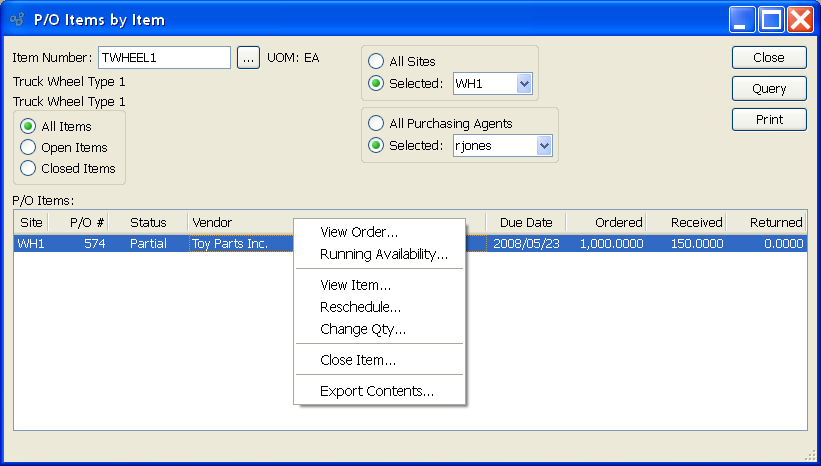 P/O Items by Item
Item Number: TWHEEL1 ... UOM: EA
Truck Wheel Type 1
Truck Wheel Type 1
All Items
Open Items
Closed Items
All Sites
Selected: WH1
All Purchasing Agents
Selected: rjones
Close
Query
Print
P/O Items:
Site P/O # Status Vendor Due Date Ordered Received Returned
WH1 574 Partial Toy Parts Inc. 2008/05/23 1,000.0000 150.0000 0.0000
View Order...
Running Availability...
View Item...
Reschedule...
Change Qty...
Close Item...
Export Contents...